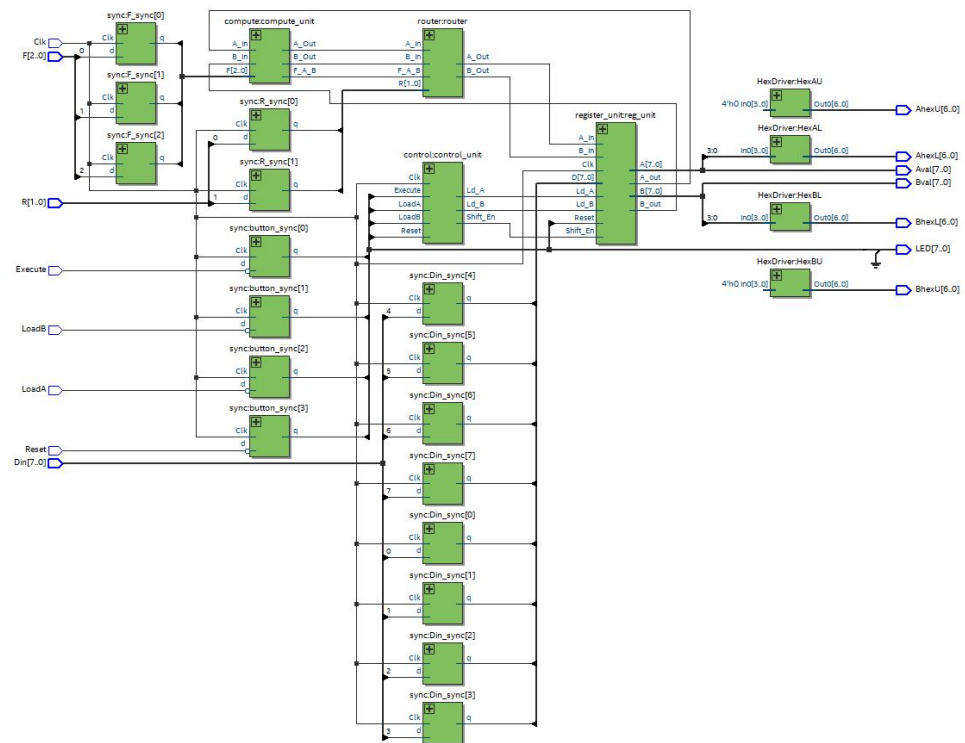 sync:F_sync[0]
Clk
d
q
0
sync:F_sync[1]
Clk
d
q
1
sync:F_sync[2]
Clk
d
q
2
Clk
F[2..0]
R[1..0]
Execute
LoadB
LoadA
Reset
Din[7..0]
compute:compute_unit
A_In
B_In
F[2..0]
A_Out
B_Out
F_A_B
router:router
A_In
B_In
F_A_B
R[1..0]
A_Out
B_Out
sync:R_sync[0]
0
Clk
d
q
sync:R_sync[1]
1
Clk
d
q
sync:button_sync[0]
Clk
d
q
sync:button_sync[1]
Clk
d
q
sync:button_sync[2]
Clk
d
q
sync:button_sync[3]
Clk
d
q
control:control_unit
Clk
Execute
LoadA
LoadB
Reset
Ld_A
Ld_B
Shift_En
sync:Din_sync[4]
4
Clk
d
q
sync:Din_sync[5]
5
Clk
d
q
sync:Din_sync[6]
6
Clk
d
q
sync:Din_sync[7]
7
Clk
d
q
sync:Din_sync[0]
0
Clk
d
q
sync:Din_sync[1]
1
Clk
d
q
sync:Din_sync[2]
2
Clk
d
q
sync:Din_sync[3]
3
Clk
d
q
register_unit:reg_unit
A_In
B_In
Clk
D[7..0]
Ld_A
Ld_B
Reset
Shift_En
A[7..0]
A_out
B[7..0]
B_out
HexDriver:HexAU
4'h0
In0[3..0]
Out0[6..0]
AhexU[6..0]
HexDriver:HexAL
3:0
In0[3..0]
Out0[6..0]
AhexL[6..0]
Aval[7..0]
Bval[7..0]
HexDriver:HexBL
3:0
In0[3..0]
Out0[6..0]
BhexL[6..0]
LED[7..0]
HexDriver:HexBU
4'h0
In0[3..0]
Out0[6..0]
BhexU[6..0]